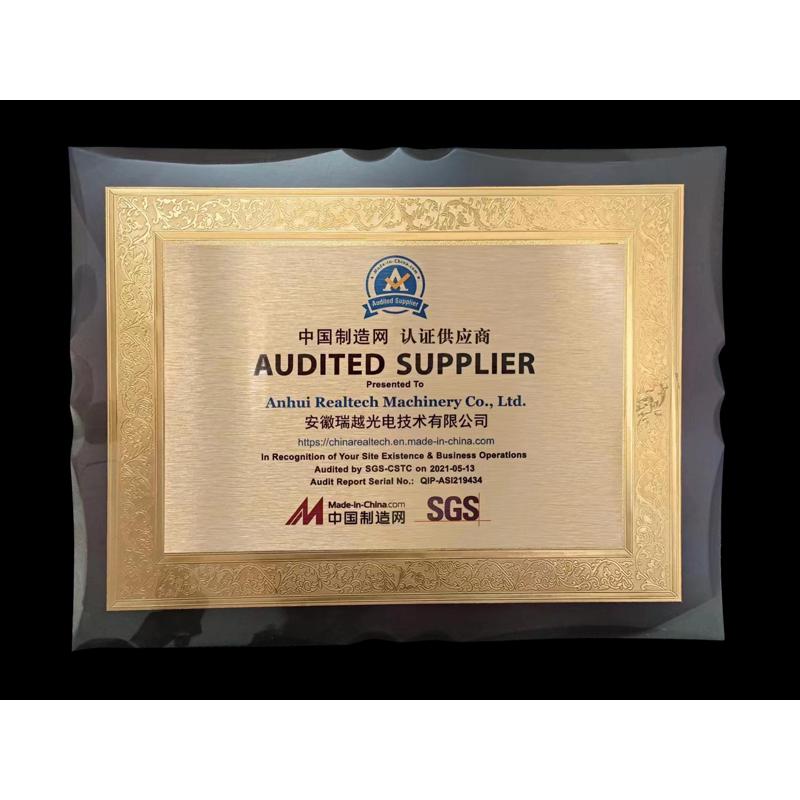 Made-in-China.com
Audited Supplier
中国制造网 认证供应商
AUDITED SUPPLIER
Presented To
Anhui Realtech Machinery Co., Ltd.
安徽瑞越光电技术有限公司
https://chinarealtech.en.made-in-china.com
In Recognition of Your Site Existence & Business Operations
Audited by SGS-CSTC on 2021-05-13
Audit Report Serial No.: QIP-ASI219434
Made-in-China.com
中国制造网
SGS